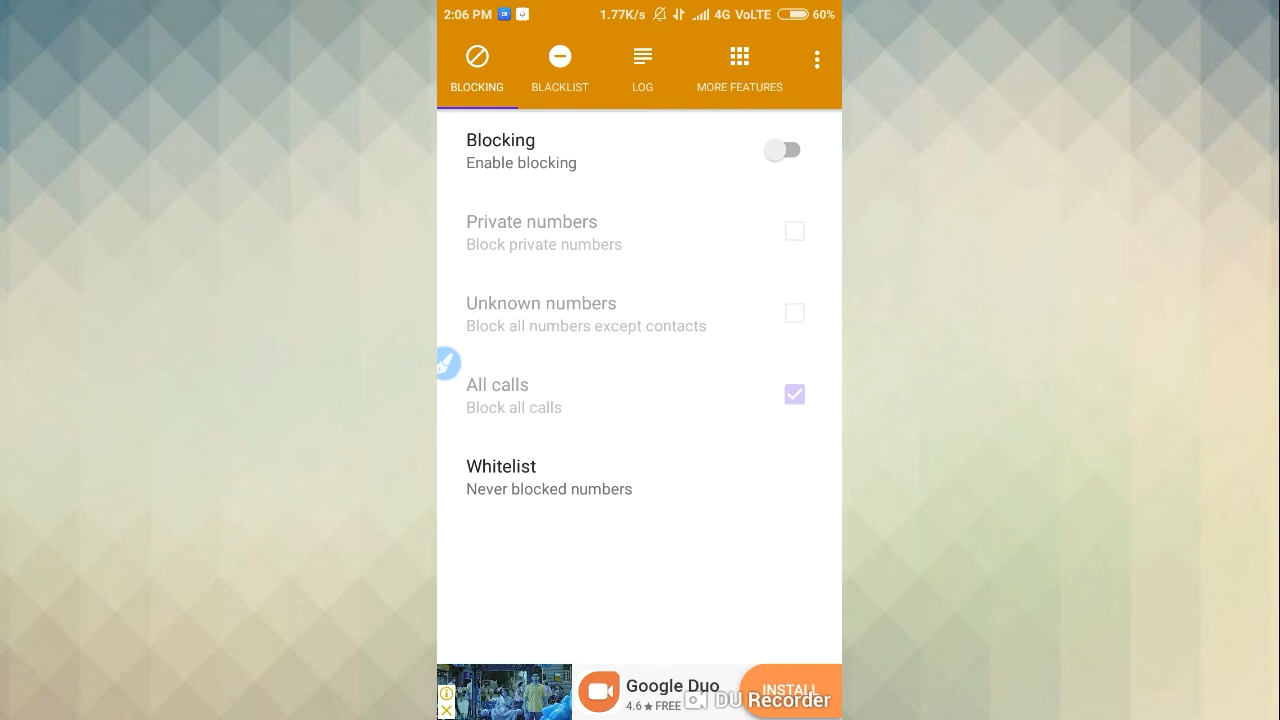 2:06 PM 1.77K/s 4G VoLTE 60%
BLOCKING BLACKLIST LOG MORE FEATURES
Blocking
Enable blocking
Private numbers
Block private numbers
Unknown numbers
Block all numbers except contacts
All calls
Block all calls
Whitelist
Never blocked numbers
Google Duo
4.6 ★ FREE
INSTALL
DU Recorder